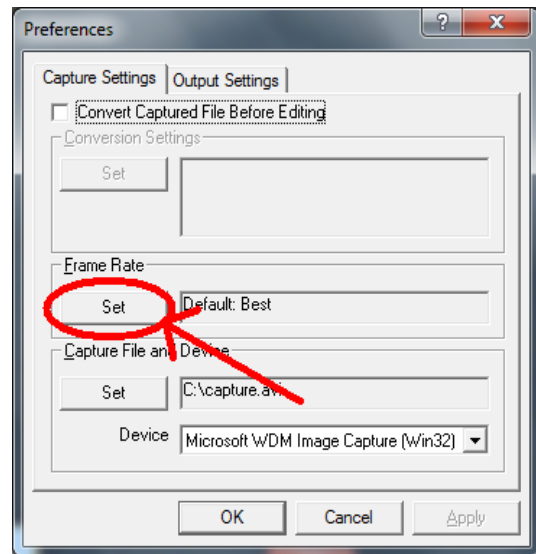 Preferences
?
X
Capture Settings
Output Settings
Convert Captured File Before Editing
Conversion Settings
Set
Frame Rate
Set
Default: Best
Capture File and Device
Set
C:\capture.avi
Device
Microsoft WDM Image Capture (Win32)
OK
Cancel
Apply